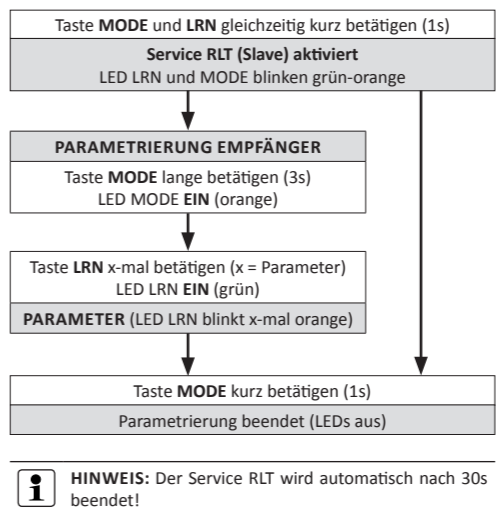 Taste MODE und LRN gleichzeitig kurz betätigen (1s)
Service RLT (Slave) aktiviert
LED LRN und MODE blinken grün-orange
PARAMETRIERUNG EMPFÄNGER
Taste MODE lange betätigen (3s)
LED MODE EIN (orange)
Taste LRN x-mal betätigen (x = Parameter)
LED LRN EIN (grün)
PARAMETER (LED LRN blinkt x-mal orange)
Taste MODE kurz betätigen (1s)
Parametrierung beendet (LEDs aus)
HINWEIS: Der Service RLT wird automatisch nach 30s
beendet!